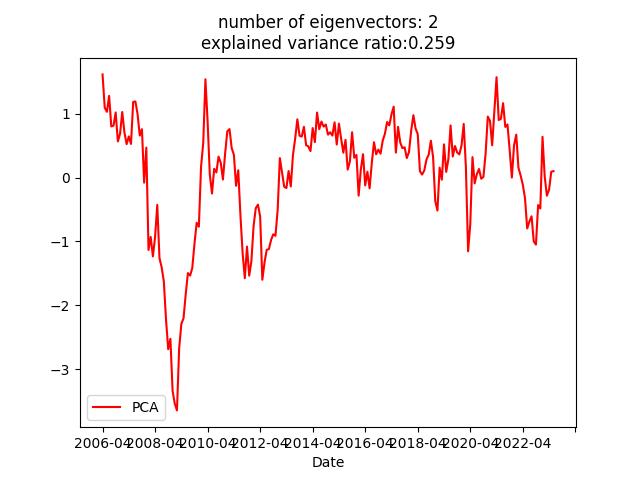 number of eigenvectors: 2
explained variance ratio:0.259
1
0
−1
−2
−3
PCA
2006-04 2008-04 2010-04 2012-04 2014-04 2016-04 2018-04 2020-04 2022-04
Date